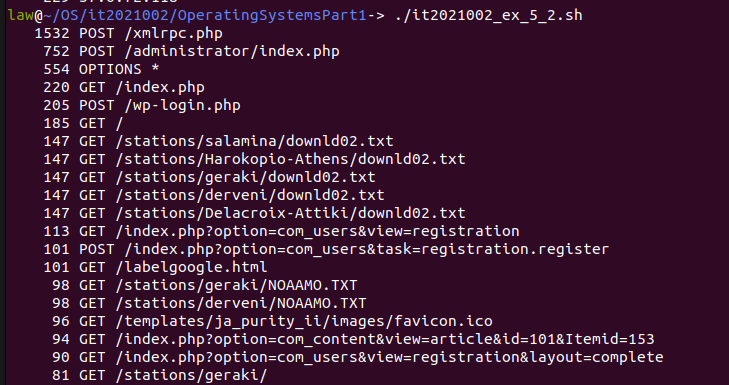 law@~/OS/it2021002/OperatingSystemsPart1-> ./it2021002_ex_5_2.sh
1532 POST /xmlrpc.php
752 POST /administrator/index.php
554 OPTIONS *
220 GET /index.php
205 POST /wp-login.php
185 GET /
147 GET /stations/salamina/downld02.txt
147 GET /stations/Harokopio-Athens/downld02.txt
147 GET /stations/geraki/downld02.txt
147 GET /stations/derveni/downld02.txt
147 GET /stations/Delacroix-Attiki/downld02.txt
113 GET /index.php?option=com_users&view=registration
101 POST /index.php?option=com_users&task=registration.register
101 GET /labelgoogle.html
98 GET /stations/geraki/NOAAMO.TXT
98 GET /stations/derveni/NOAAMO.TXT
96 GET /templates/ja_purity_ii/images/favicon.ico
94 GET /index.php?option=com_content&view=article&id=101&Itemid=153
90 GET /index.php?option=com_users&view=registration&layout=complete
81 GET /stations/geraki/